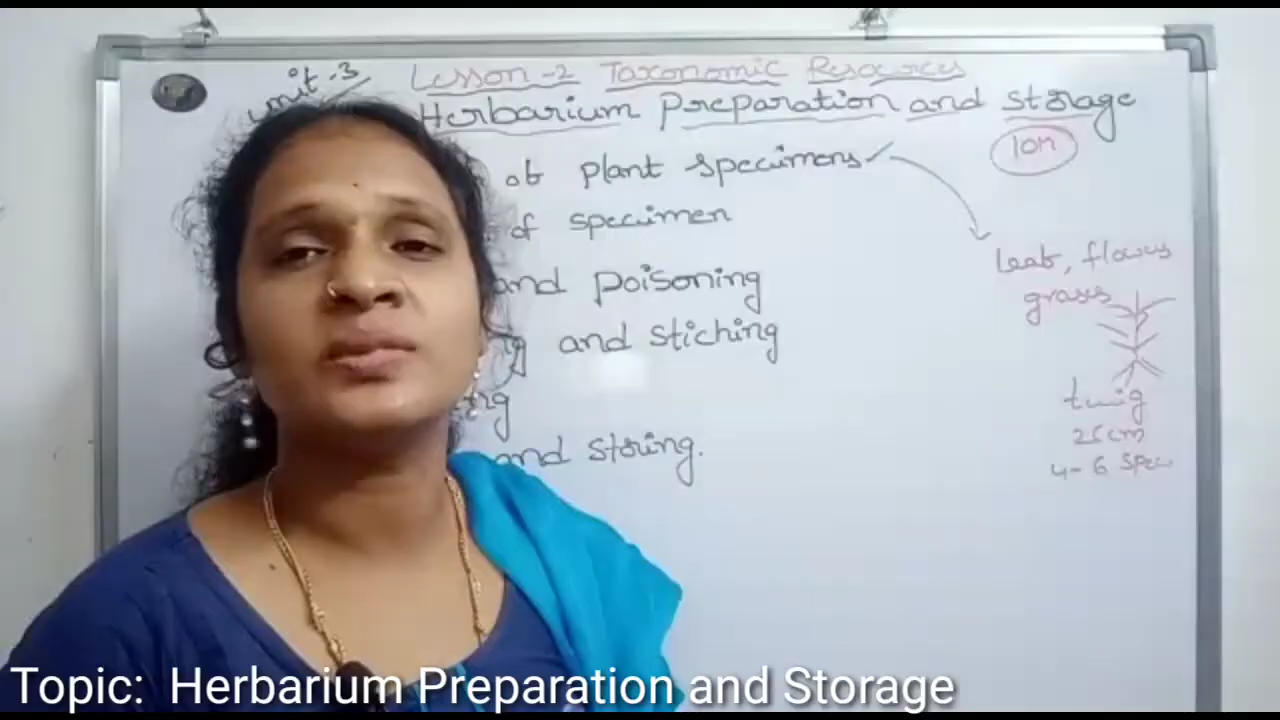 unit-3 Lesson-2 Taxonomic Resources
Herbarium Preparation and storage
10M
of plant specimens
of specimen
leaf, flowers
and poisoning
grass
and stiching
twig
25cm
and storing.
4-6 spec
Topic: Herbarium Preparation and Storage